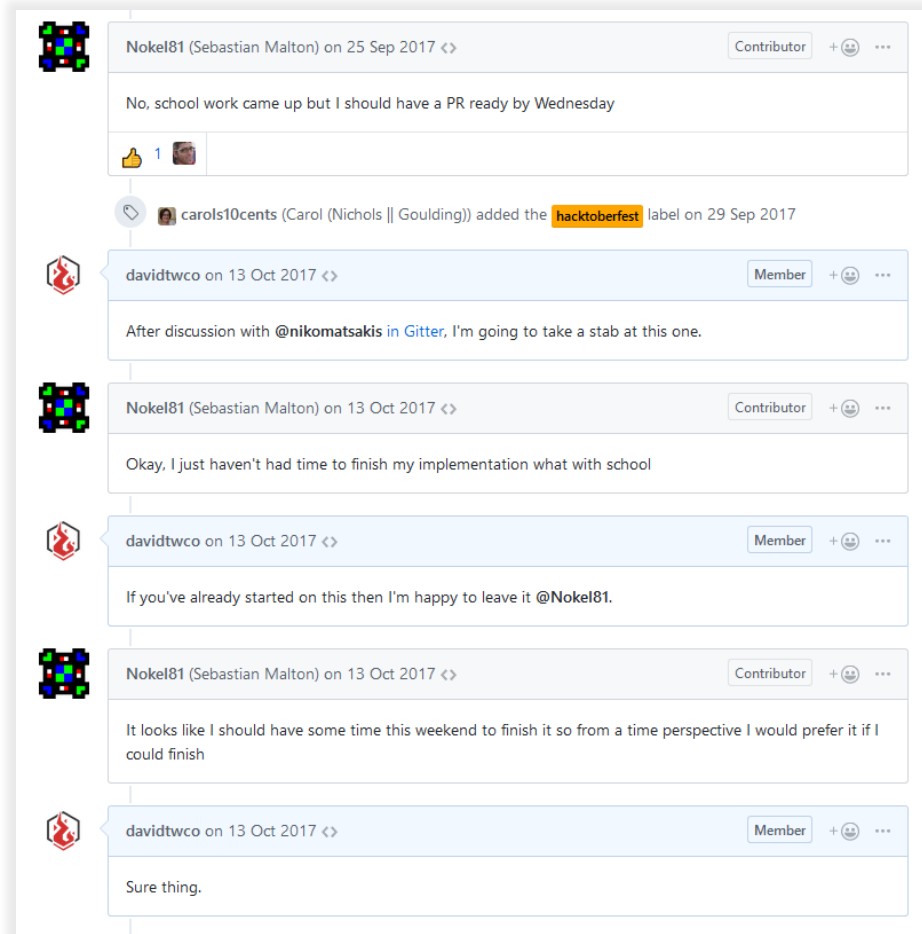 Nokel81 (Sebastian Malton) on 25 Sep 2017 <> Contributor + ...
No, school work came up but I should have a PR ready by Wednesday
1
carols10cents (Carol (Nichols || Goulding)) added the hacktoberfest label on 29 Sep 2017
davidtwco on 13 Oct 2017 <> Member + ...
After discussion with @nikomatsakis in Gitter, I'm going to take a stab at this one.
Nokel81 (Sebastian Malton) on 13 Oct 2017 <> Contributor + ...
Okay, I just haven't had time to finish my implementation what with school
davidtwco on 13 Oct 2017 <> Member + ...
If you've already started on this then I'm happy to leave it @Nokel81.
Nokel81 (Sebastian Malton) on 13 Oct 2017 <> Contributor + ...
It looks like I should have some time this weekend to finish it so from a time perspective I would prefer it if I
could finish
davidtwco on 13 Oct 2017 <> Member + ...
Sure thing.